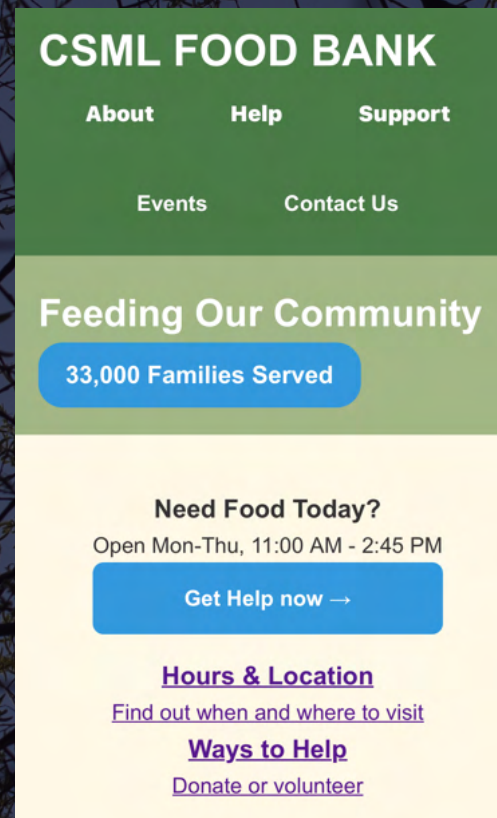 CSML FOOD BANK
About Help Support
Events Contact Us
Feeding Our Community
33,000 Families Served
Need Food Today?
Open Mon-Thu, 11:00 AM - 2:45 PM
Get Help now →
Hours & Location
Find out when and where to visit
Ways to Help
Donate or volunteer